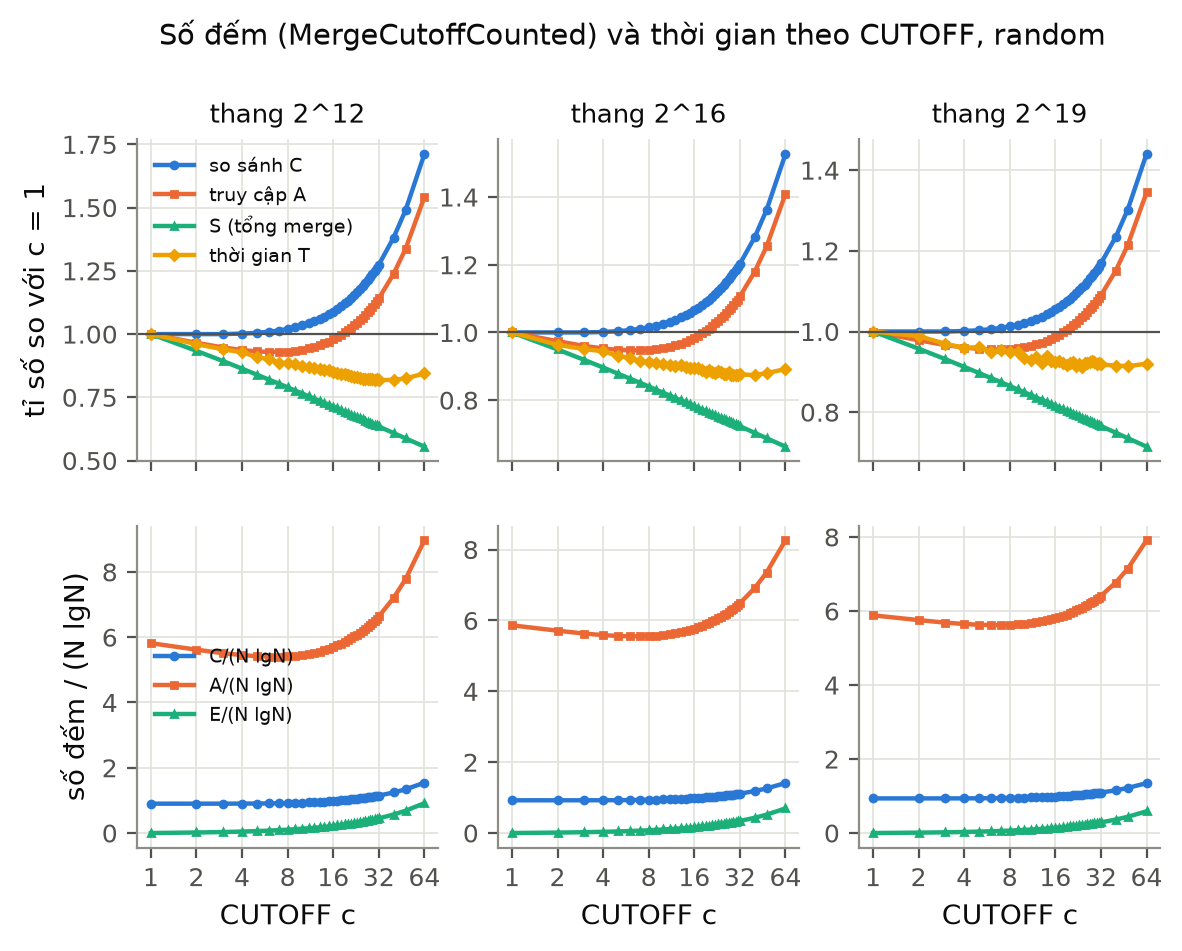 Số đếm (MergeCutoffCounted) và thời gian theo CUTOFF, random
thang 2^12
thang 2^16
thang 2^19
tỉ số so với c = 1
1.75
1.50
1.25
1.00
0.75
0.50
so sánh C
truy cập A
S (tổng merge)
thời gian T
1.4
1.2
1.0
0.8
1.4
1.2
1.0
0.8
số đếm / (N lgN)
8
6
4
2
0
C/(N lgN)
A/(N lgN)
E/(N lgN)
8
6
4
2
0
8
6
4
2
0
1 2 4 8 16 32 64
1 2 4 8 16 32 64
1 2 4 8 16 32 64
CUTOFF c
CUTOFF c
CUTOFF c